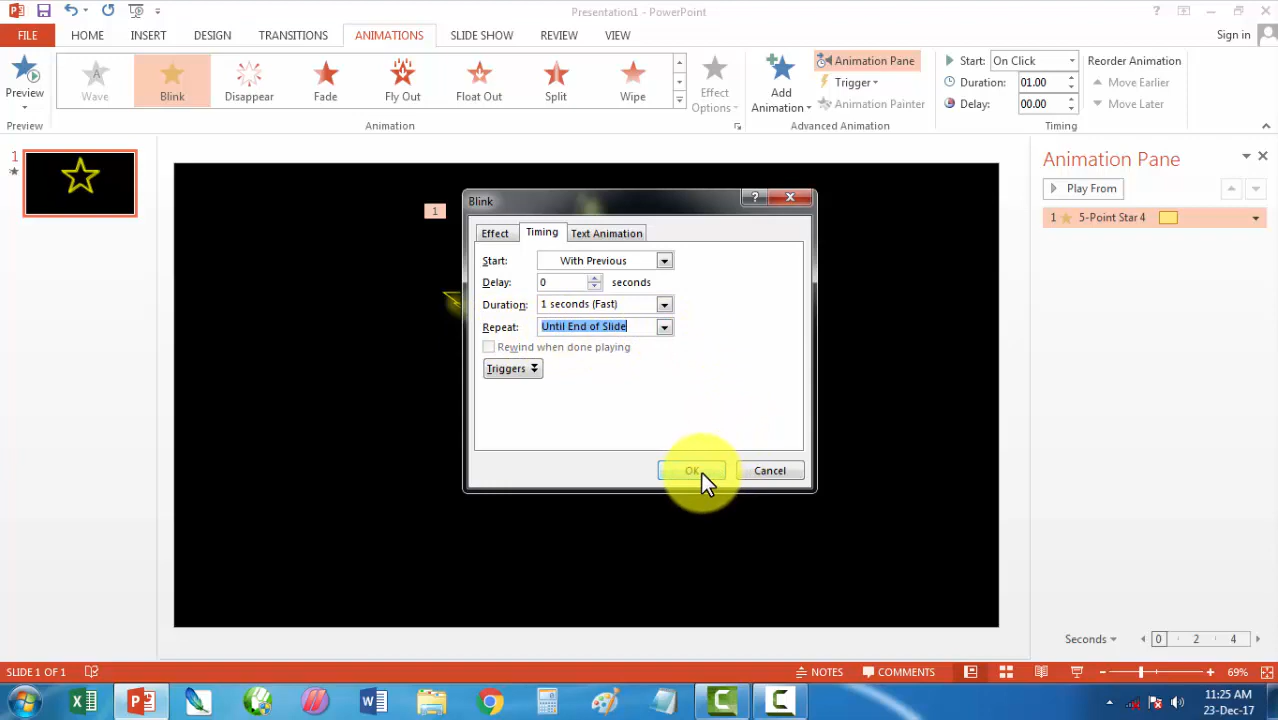 Presentation1 - PowerPoint
FILE HOME INSERT DESIGN TRANSITIONS ANIMATIONS SLIDE SHOW REVIEW VIEW Sign in
Preview
Wave Blink Disappear Fade Fly Out Float Out Split Wipe
Effect Options
Add Animation
Animation Pane
Trigger
Animation Painter
Start: On Click
Duration: 01.00
Delay: 00.00
Reorder Animation
Move Earlier
Move Later
Preview Animation Advanced Animation Timing
1
1
Blink
Effect Timing Text Animation
Start: With Previous
Delay: 0 seconds
Duration: 1 seconds (Fast)
Repeat: Until End of Slide
Rewind when done playing
Triggers
OK Cancel
Animation Pane
Play From
1 5-Point Star 4
Seconds 0 2 4
SLIDE 1 OF 1 NOTES COMMENTS 69%
11:25 AM
23-Dec-17